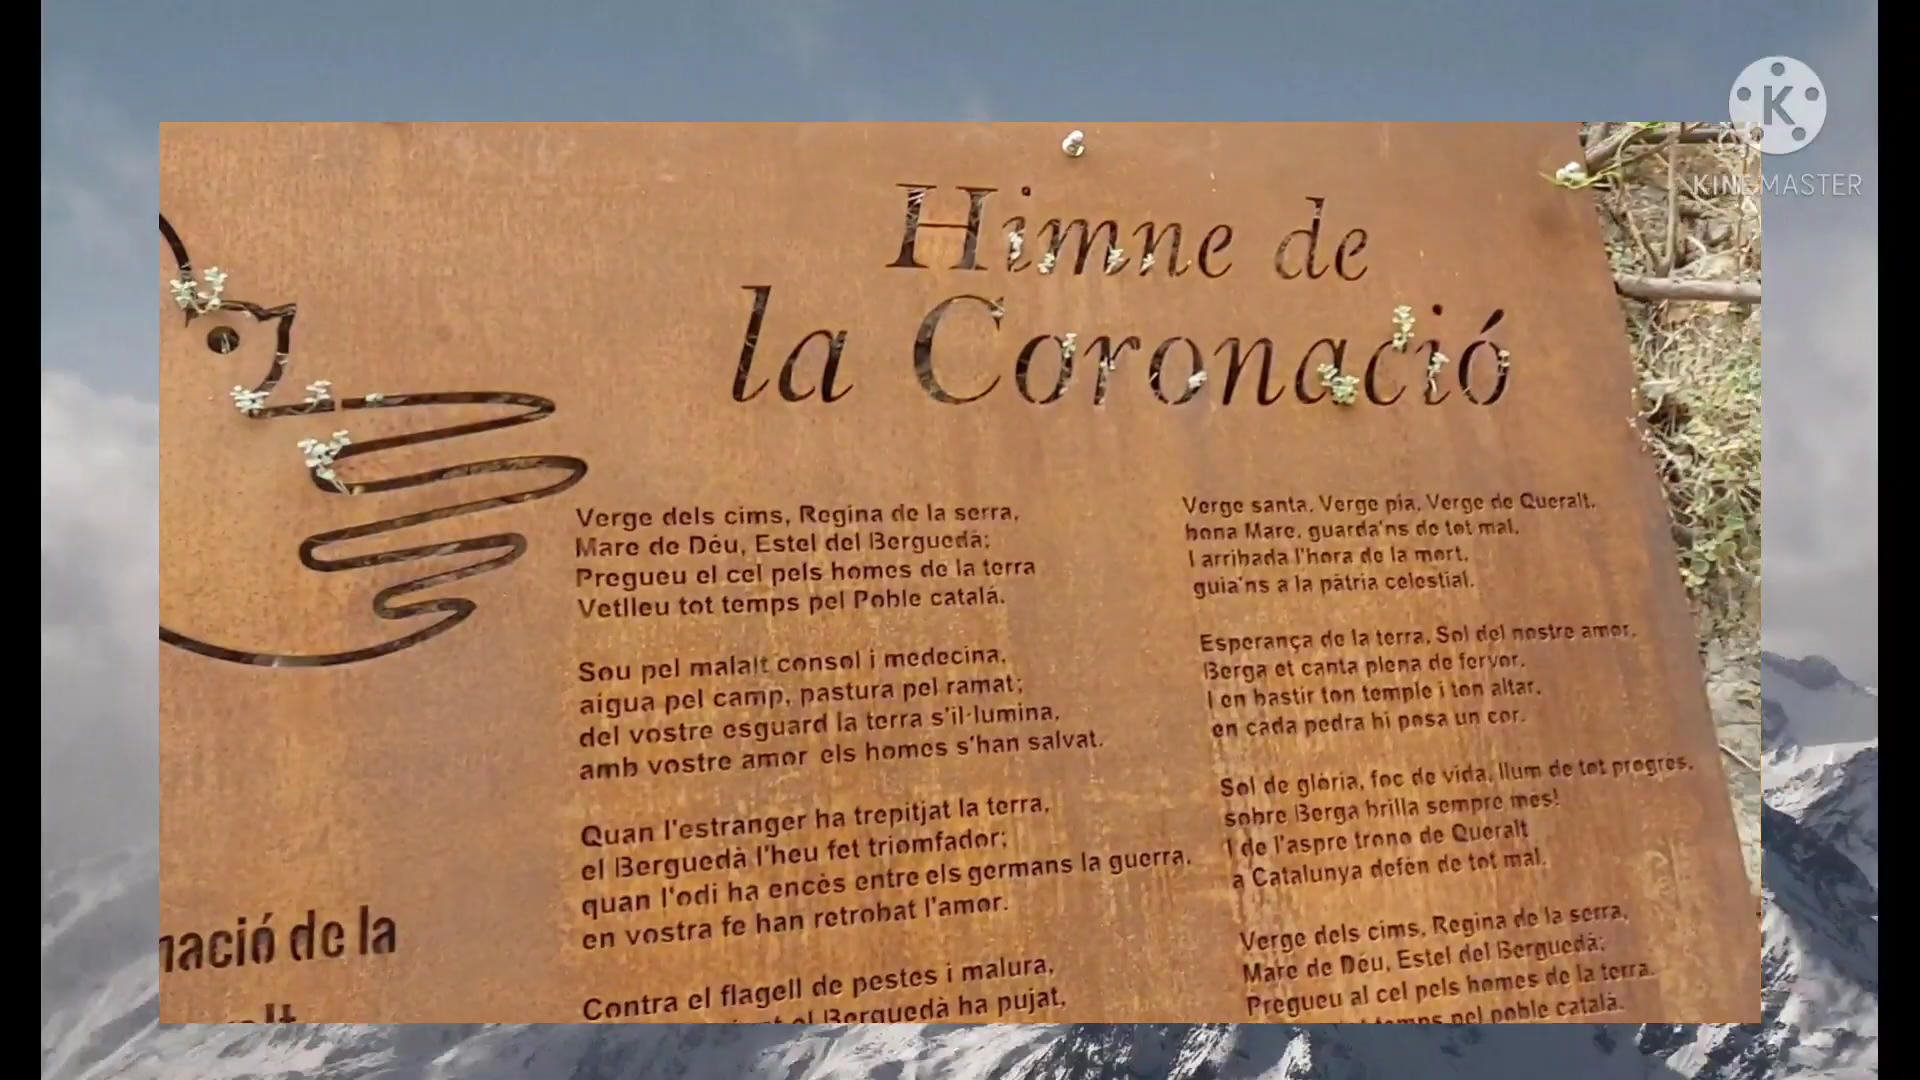 KINEMASTER
Himne de
la Coronació
Verge dels cims, Regina de la serra,
Mare de Déu, Estel del Berguedà;
Pregueu el cel pels homes de la terra
Vetlleu tot temps pel Poble català.
Sou pel malalt consol i medecina,
aigua pel camp, pastura pel ramat;
del vostre esguard la terra s'il·lumina,
amb vostre amor els homes s'han salvat.
Quan l'estranger ha trepitjat la terra,
el Berguedà l'heu fet triomfador;
quan l'odi ha encès entre els germans la guerra,
en vostra fe han retrobat l'amor.
Contra el flagell de pestes i malura,
el Berguedà ha pujat,
Verge santa, Verge pia, Verge de Queralt,
bona Mare, guarda'ns de tot mal,
I arribada l'hora de la mort,
guia'ns a la pàtria celestial.
Esperança de la terra, Sol del nostre amor,
Berga et canta plena de fervor,
I en bastir ton temple i ton altar,
en cada pedra hi posa un cor.
Sol de glòria, foc de vida, llum de tot progrés,
sobre Berga brilla sempre més!
I de l'aspre trono de Queralt
a Catalunya defèn de tot mal.
Verge dels cims, Regina de la serra,
Mare de Déu, Estel del Berguedà;
Pregueu al cel pels homes de la terra,
temps pel poble català.
nació de la